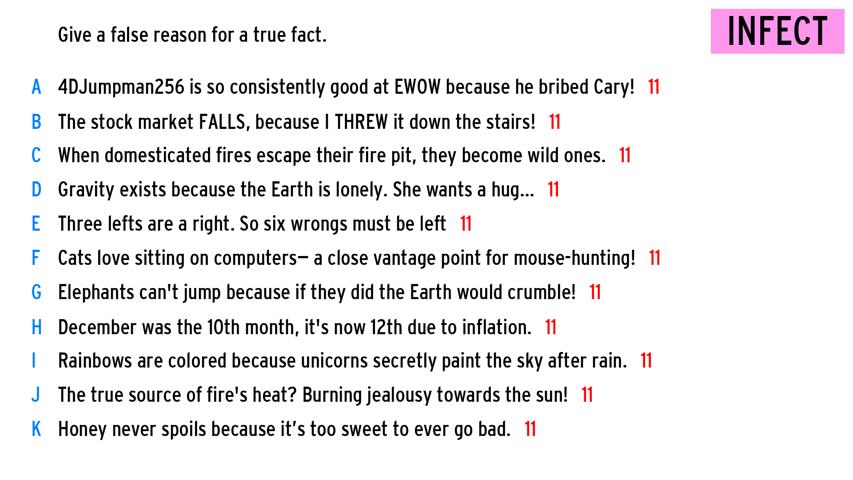 Give a false reason for a true fact.
INFECT
A 4DJumpman256 is so consistently good at EWOW because he bribed Cary! 11
B The stock market FALLS, because I THREW it down the stairs! 11
C When domesticated fires escape their fire pit, they become wild ones. 11
D Gravity exists because the Earth is lonely. She wants a hug... 11
E Three lefts are a right. So six wrongs must be left 11
F Cats love sitting on computers— a close vantage point for mouse-hunting! 11
G Elephants can't jump because if they did the Earth would crumble! 11
H December was the 10th month, it's now 12th due to inflation. 11
I Rainbows are colored because unicorns secretly paint the sky after rain. 11
J The true source of fire's heat? Burning jealousy towards the sun! 11
K Honey never spoils because it’s too sweet to ever go bad. 11